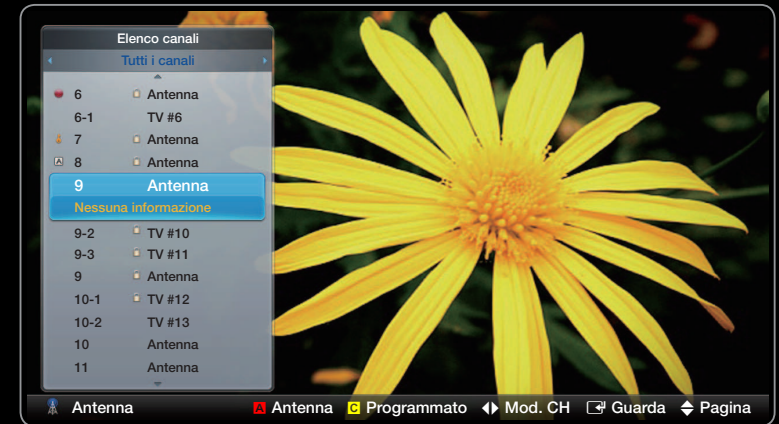 Elenco canali
Tutti i canali
6 Antenna
6-1 TV #6
7 Antenna
A 8 Antenna
9 Antenna
Nessuna informazione
9-2 TV #10
9-3 TV #11
9 Antenna
10-1 TV #12
10-2 TV #13
10 Antenna
11 Antenna
Antenna A Antenna C Programmato Mod. CH Guarda Pagina